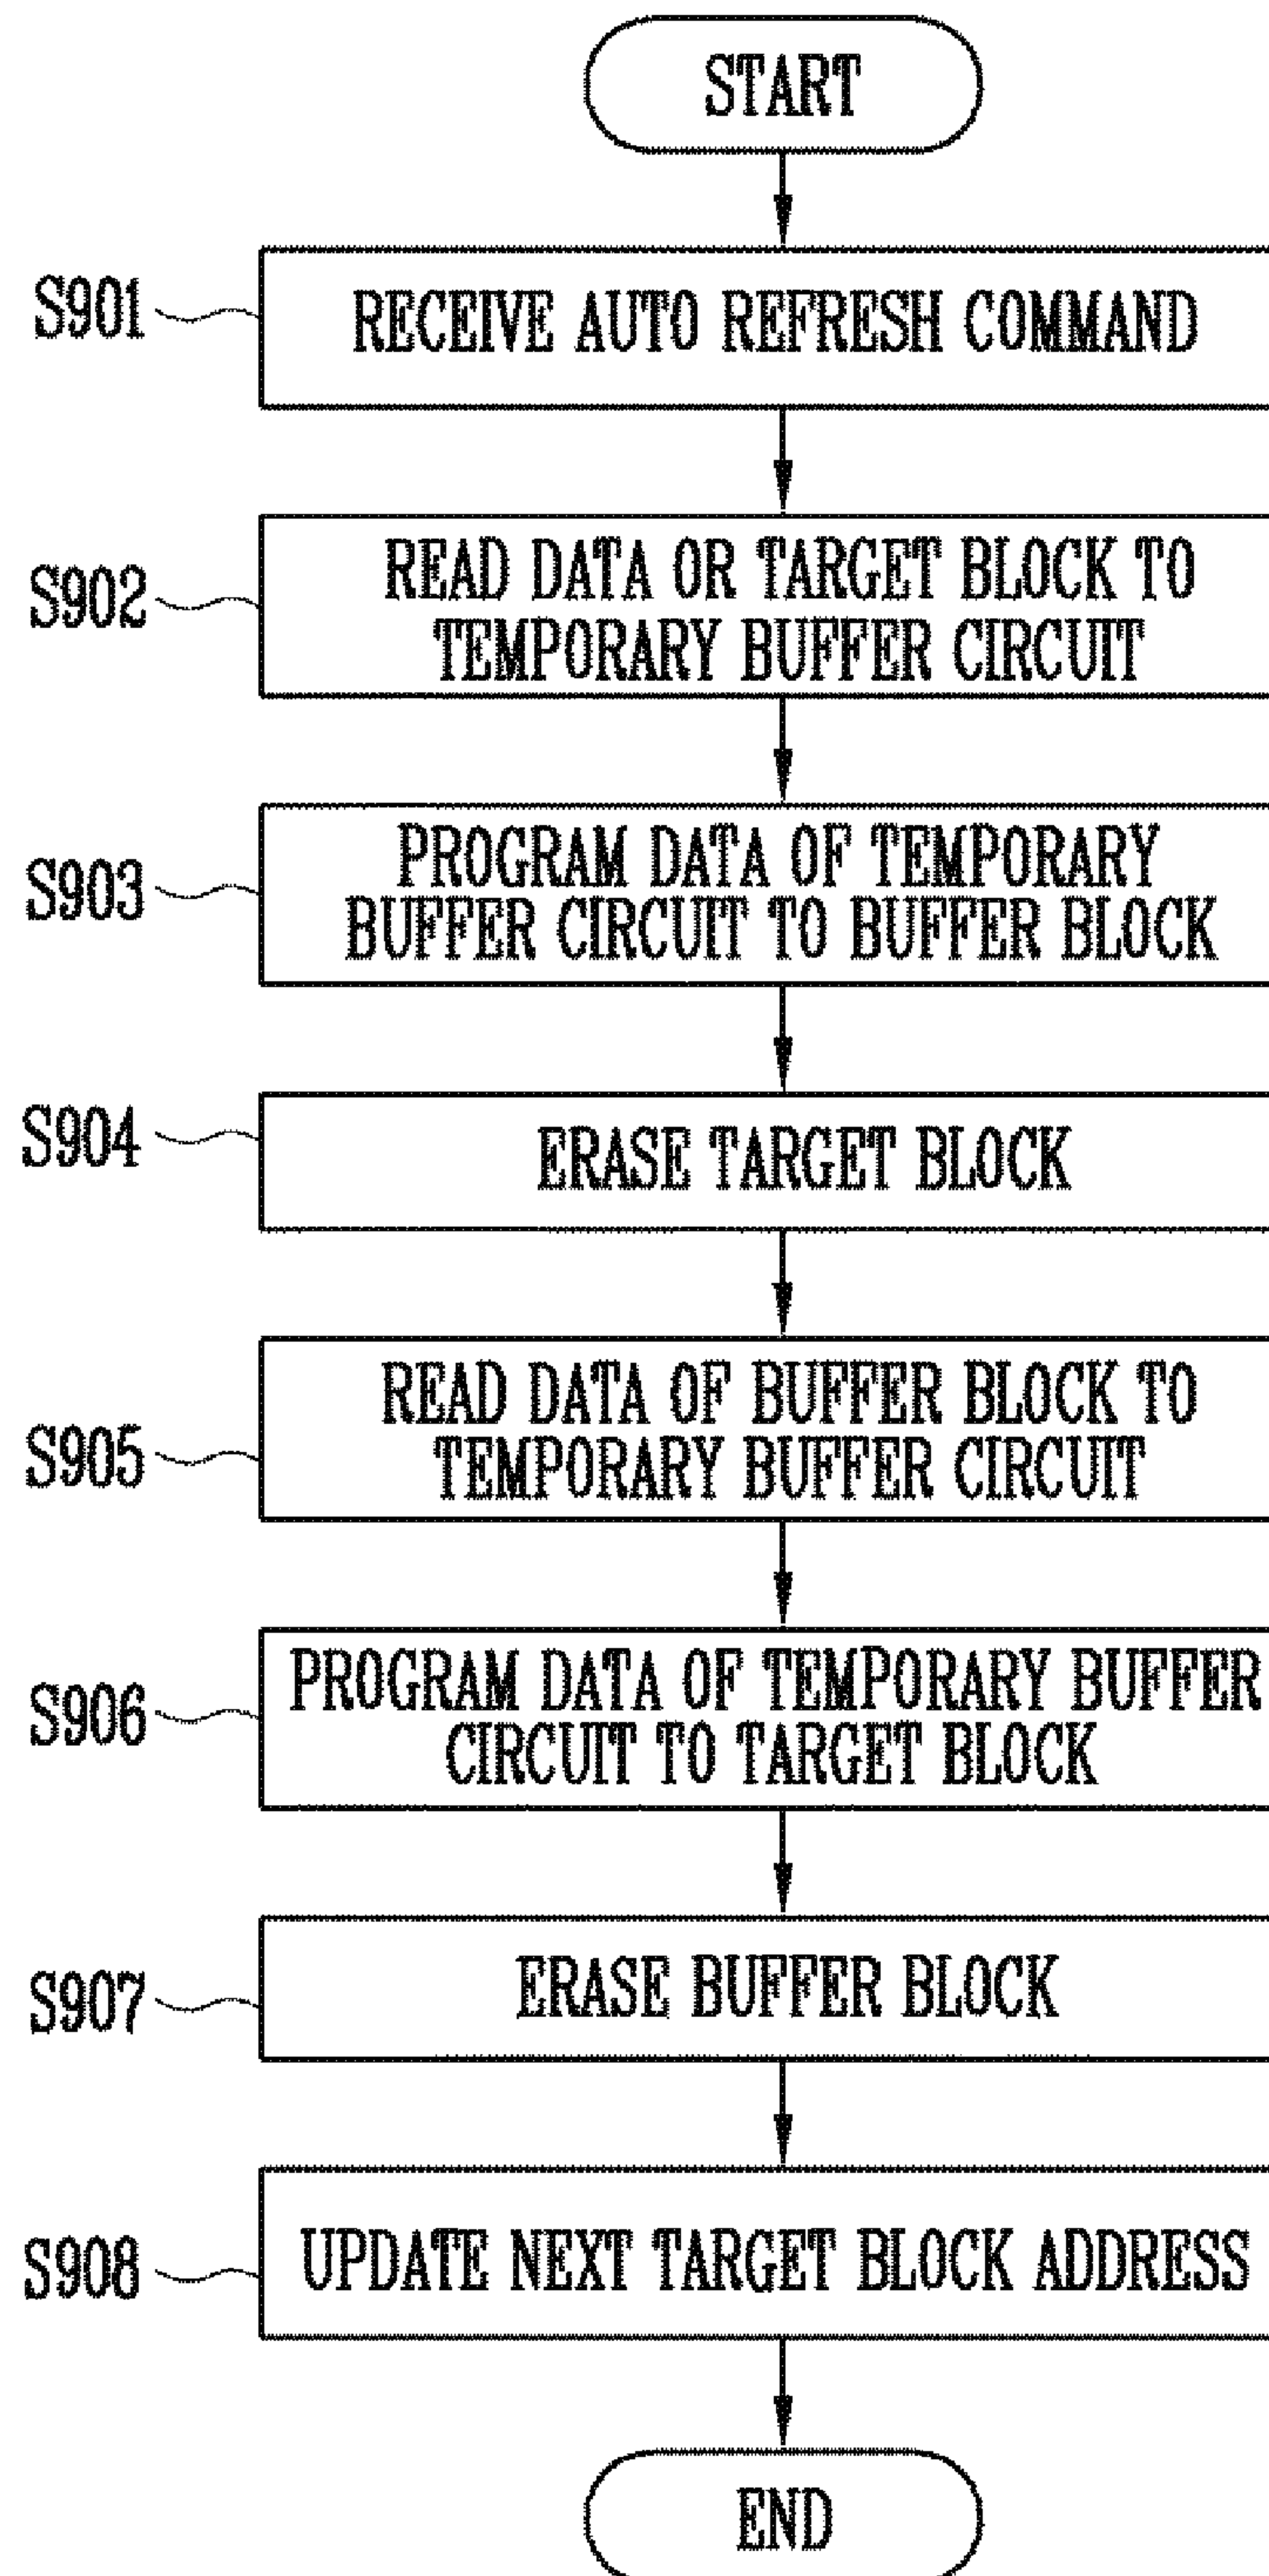 START
S901
RECEIVE AUTO REFRESH COMMAND
S902
READ DATA OR TARGET BLOCK TO
TEMPORARY BUFFER CIRCUIT
S903
PROGRAM DATA OF TEMPORARY
BUFFER CIRCUIT TO BUFFER BLOCK
S904
ERASE TARGET BLOCK
S905
READ DATA OF BUFFER BLOCK TO
TEMPORARY BUFFER CIRCUIT
S906
PROGRAM DATA OF TEMPORARY BUFFER
CIRCUIT TO TARGET BLOCK
S907
ERASE BUFFER BLOCK
S908
UPDATE NEXT TARGET BLOCK ADDRESS
END